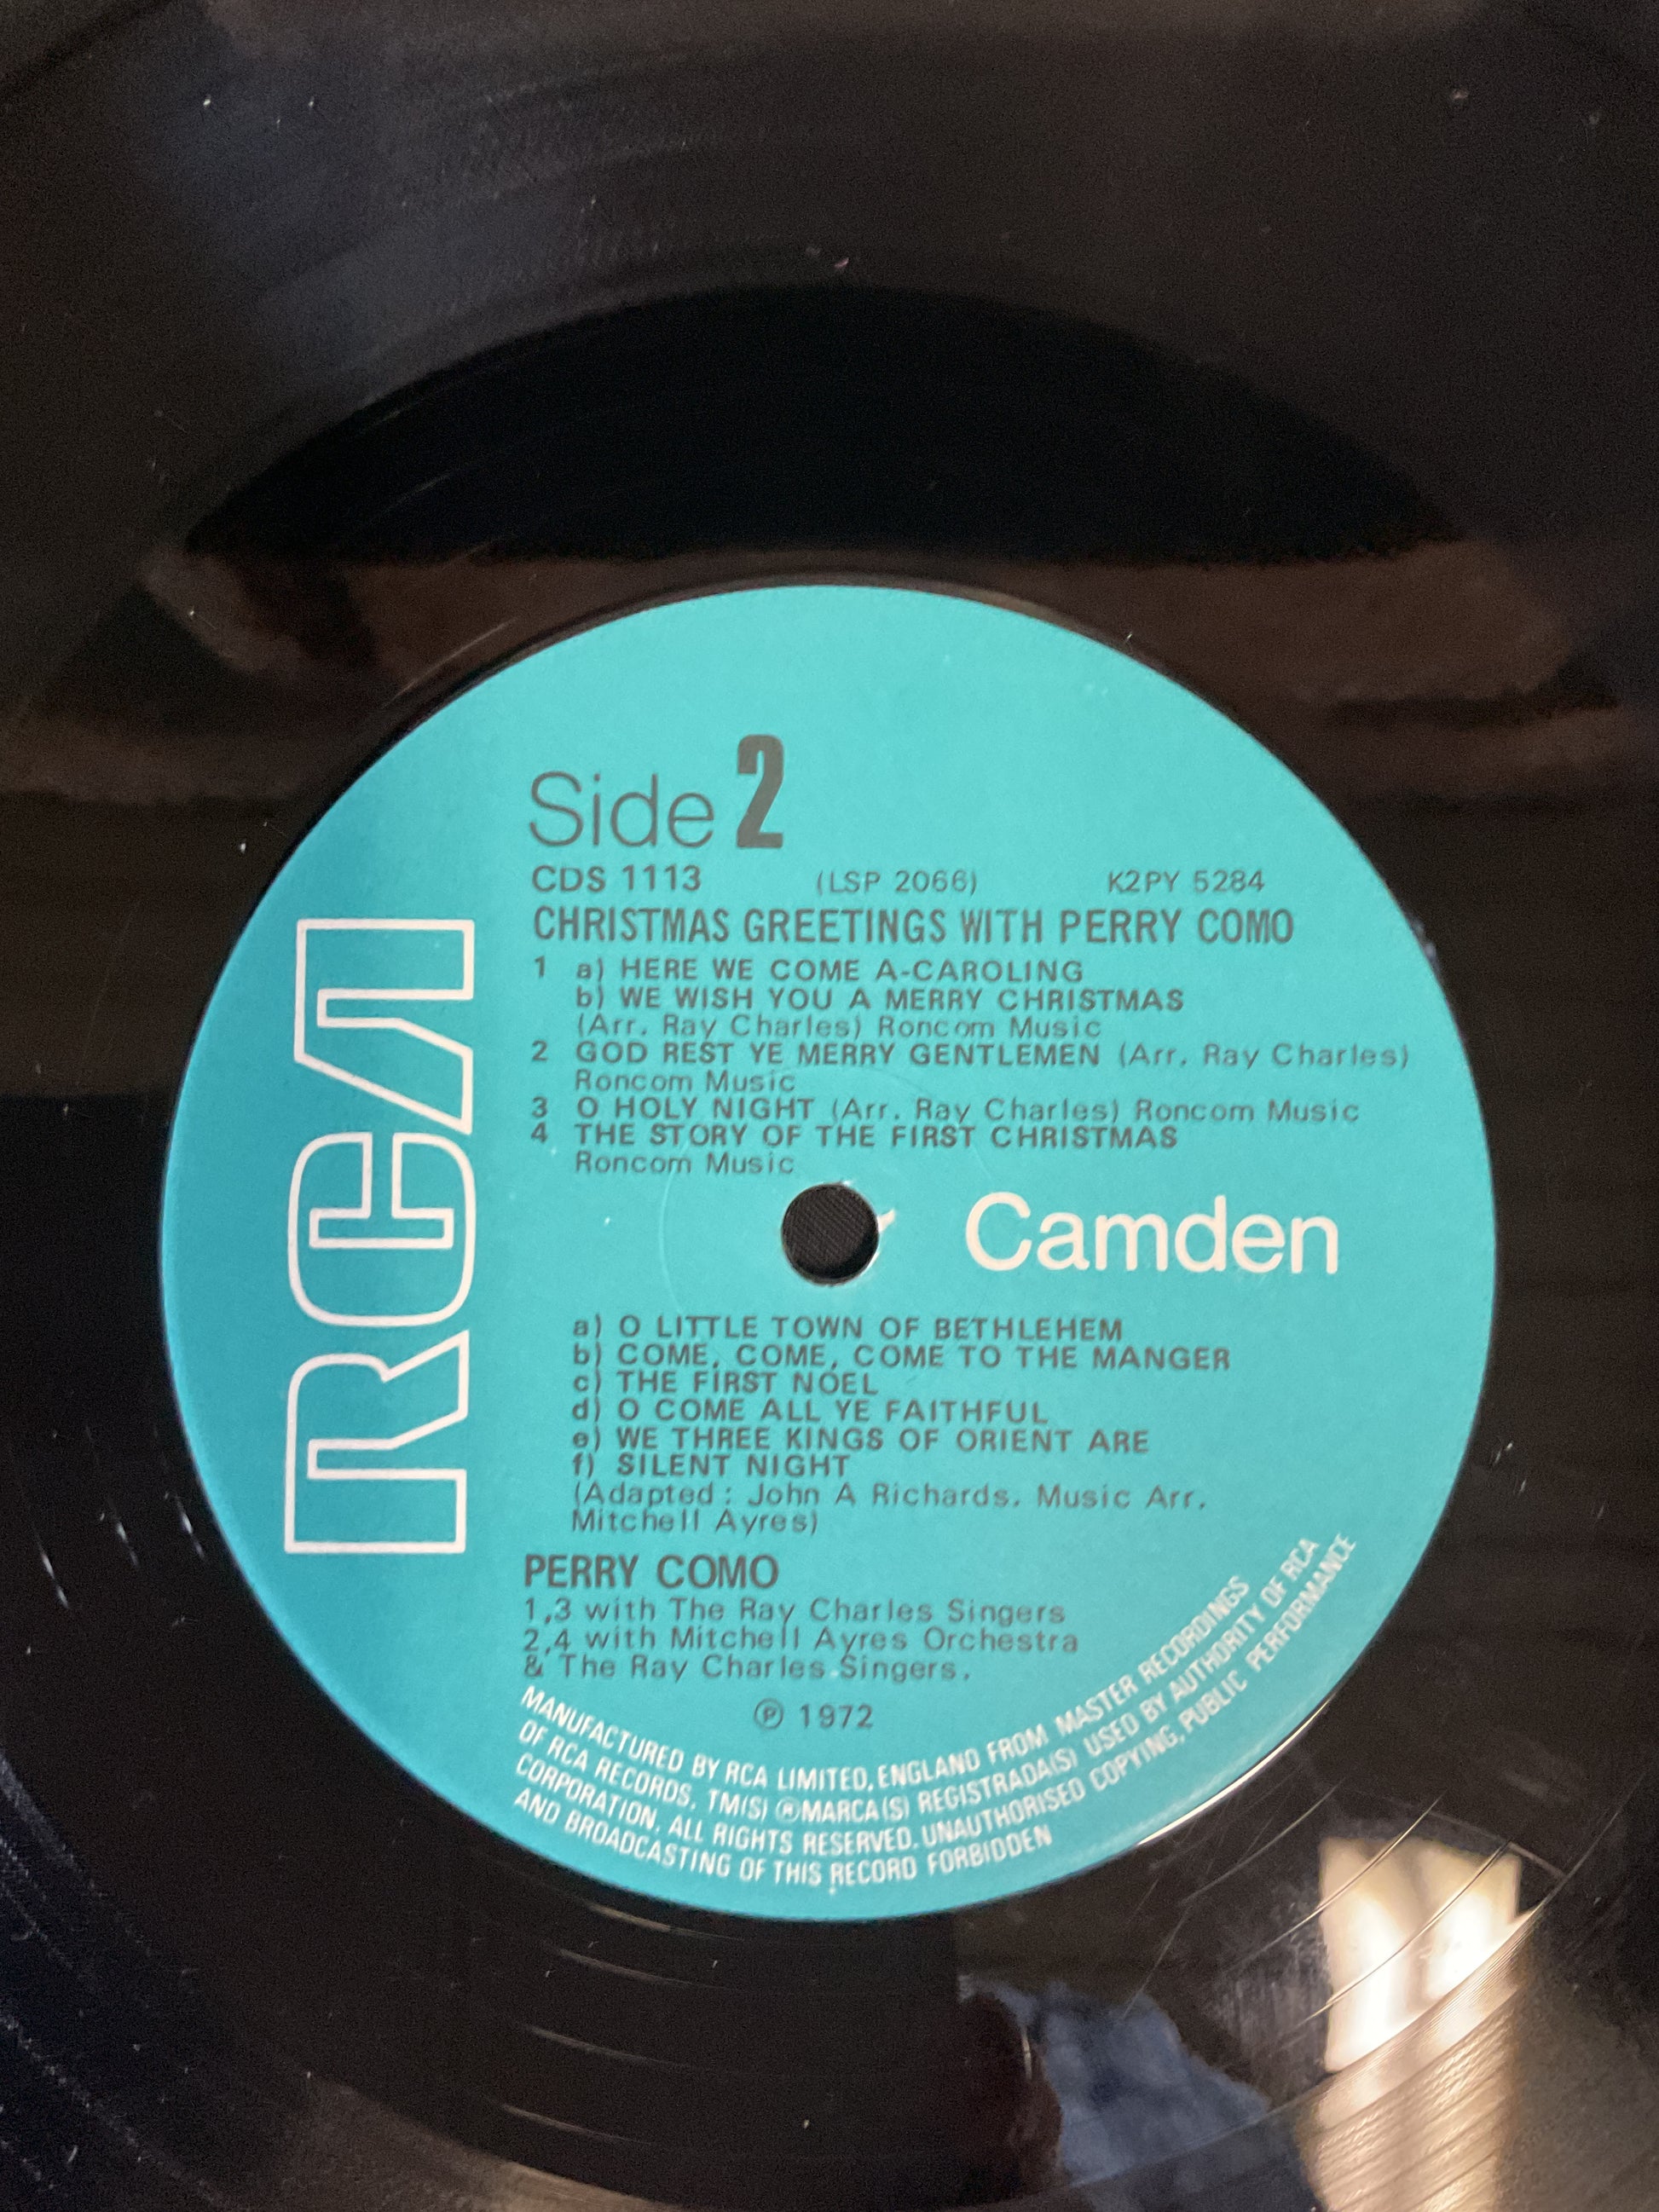 RCA
Side 2
CDS 1113 (LSP 2066) K2PY 5284
CHRISTMAS GREETINGS WITH PERRY COMO
1 a) HERE WE COME A-CAROLING
b) WE WISH YOU A MERRY CHRISTMAS
(Arr. Ray Charles) Roncom Music
2 GOD REST YE MERRY GENTLEMEN (Arr. Ray Charles)
Roncom Music
3 O HOLY NIGHT (Arr. Ray Charles) Roncom Music
4 THE STORY OF THE FIRST CHRISTMAS
Roncom Music
Camden
a) O LITTLE TOWN OF BETHLEHEM
b) COME, COME, COME TO THE MANGER
c) THE FIRST NOEL
d) O COME ALL YE FAITHFUL
e) WE THREE KINGS OF ORIENT ARE
f) SILENT NIGHT
(Adapted: John A Richards. Music Arr.
Mitchell Ayres)
PERRY COMO
1,3 with The Ray Charles Singers
2,4 with Mitchell Ayres Orchestra
& The Ray Charles Singers.
℗ 1972
MANUFACTURED BY RCA LIMITED, ENGLAND FROM MASTER RECORDINGS
OF RCA RECORDS. TM(S) ® MARCA(S) REGISTRADA(S) USED BY AUTHORITY OF RCA
CORPORATION. ALL RIGHTS RESERVED. UNAUTHORISED COPYING, PUBLIC PERFORMANCE
AND BROADCASTING OF THIS RECORD FORBIDDEN